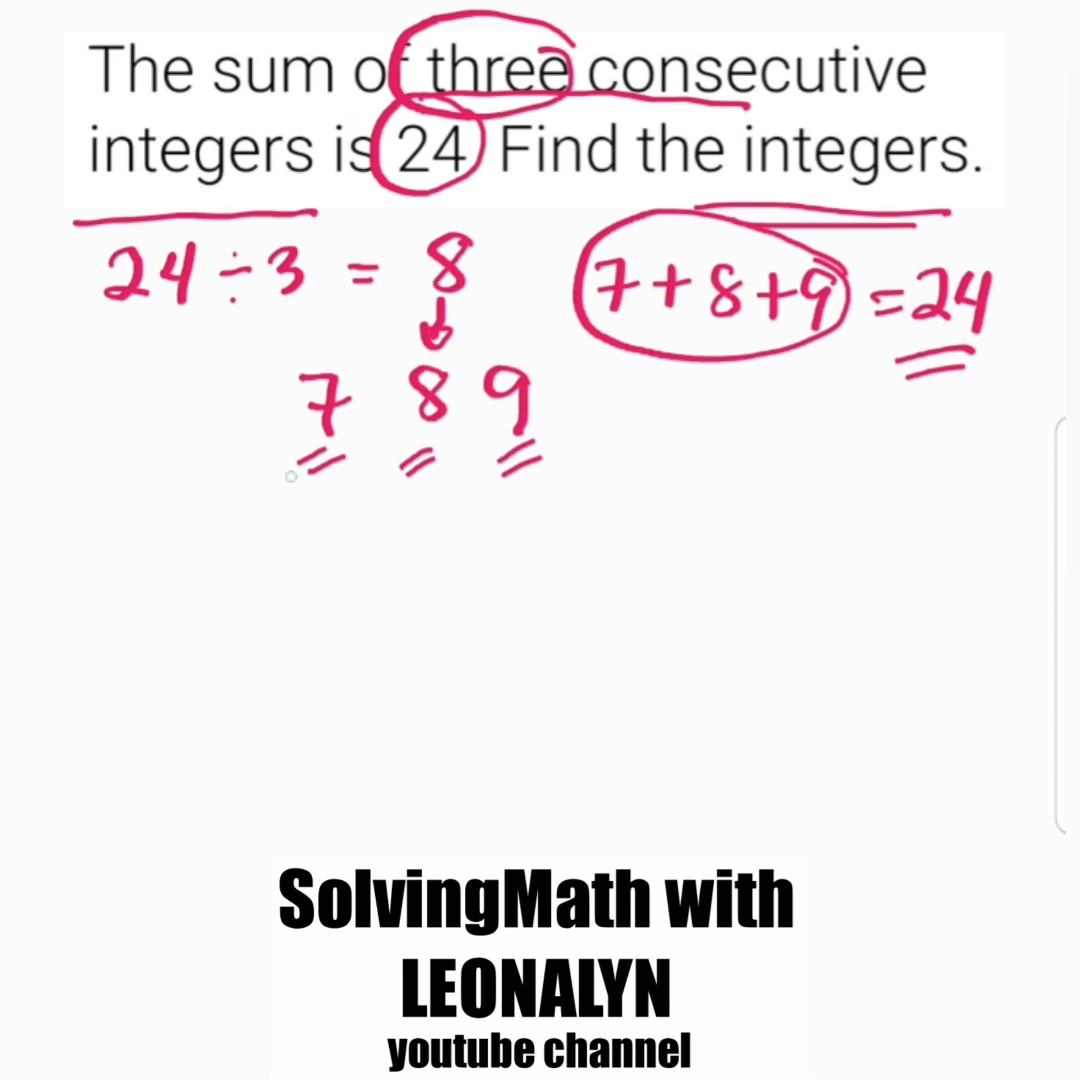 The sum of three consecutive
integers is 24 Find the integers.
24 ÷ 3 = 8
7+8+9 = 24
7 8 9
SolvingMath with
LEONALYN
youtube channel